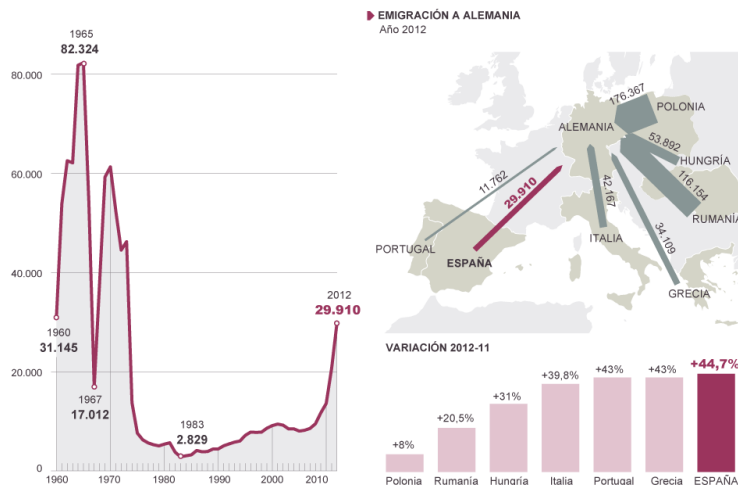 1965
82.324
80.000
60.000
40.000
20.000
0
1960
31.145
1967
17.012
1983
2.829
2012
29.910
1960
1970
1980
1990
2000
2010
EMIGRACIÓN A ALEMANIA
Año 2012
176.367
POLONIA
ALEMANIA
53.892
HUNGRÍA
11.762
29.910
42.167
116.154
RUMANÍA
34.109
PORTUGAL
ESPAÑA
ITALIA
GRECIA
VARIACIÓN 2012-11
+8%
+20,5%
+31%
+39,8%
+43%
+43%
+44,7%
Polonia
Rumanía
Hungría
Italia
Portugal
Grecia
ESPAÑA